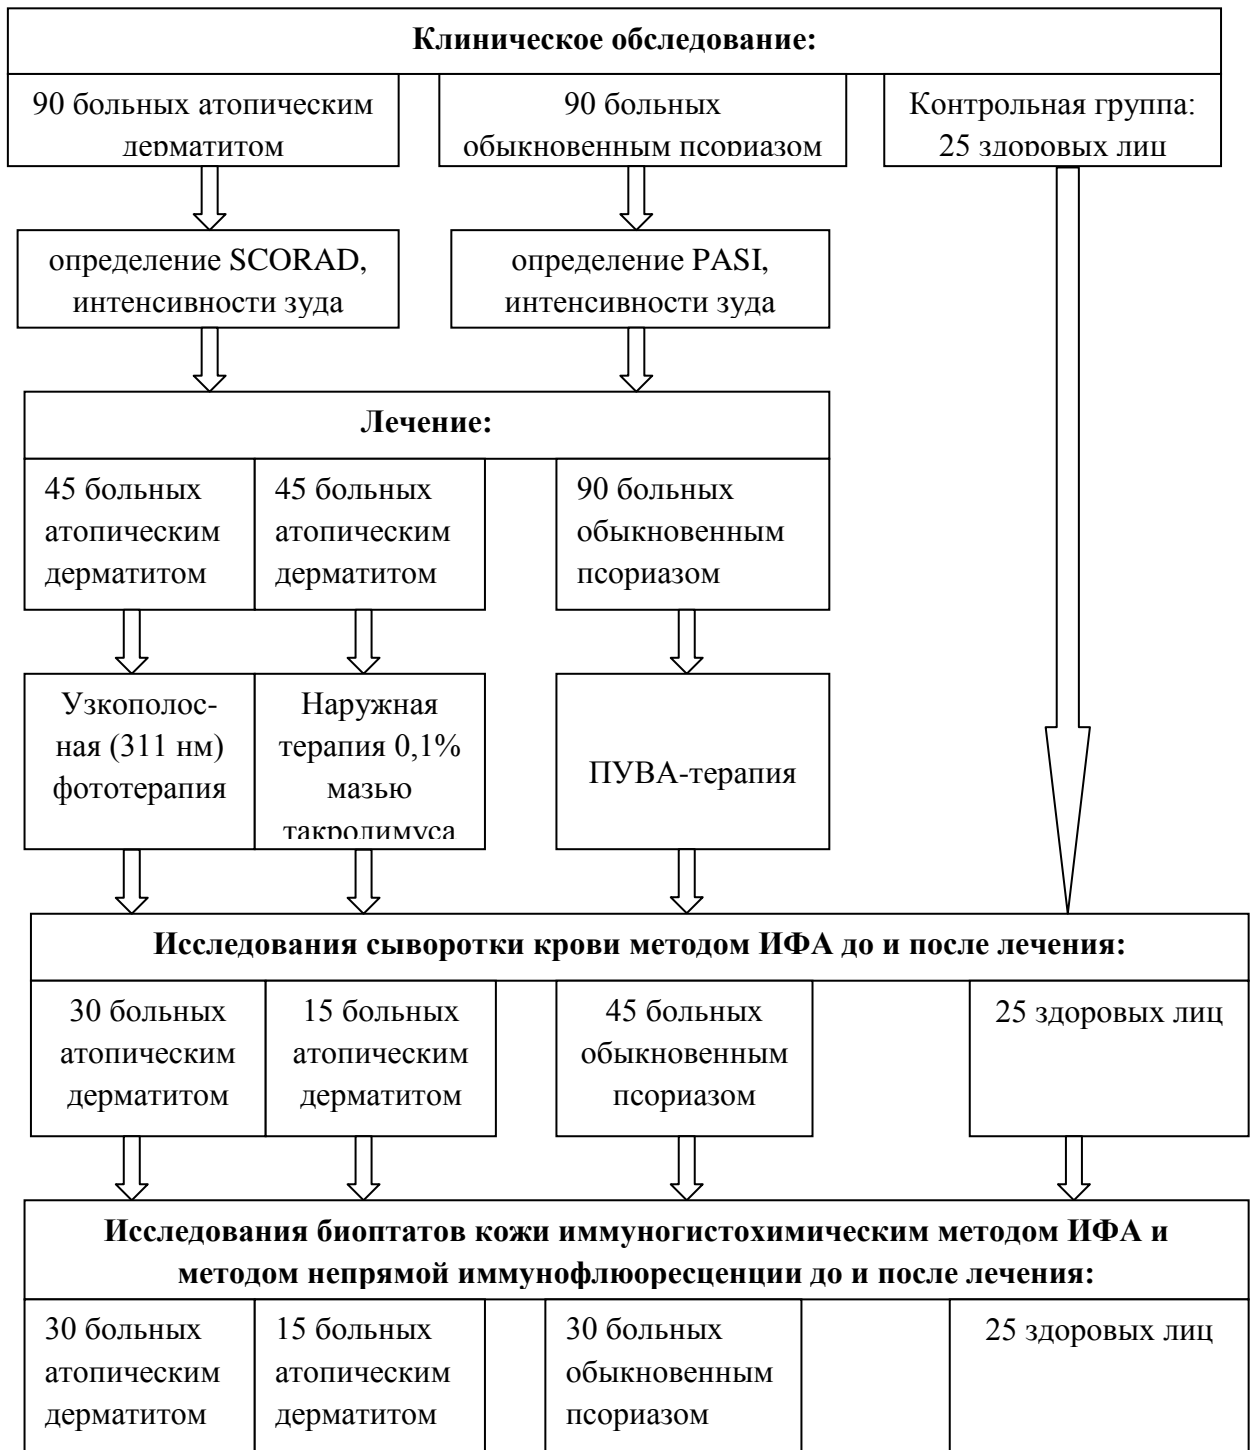 Клиническое обследование:
90 больных атопическим
дерматитом
90 больных
обыкновенным псориазом
Контрольная группа:
25 здоровых лиц
определение SCORAD,
интенсивности зуда
определение PASI,
интенсивности зуда
Лечение:
45 больных
атопическим
дерматитом
45 больных
атопическим
дерматитом
90 больных
обыкновенным
псориазом
Узкополос-
ная (311 нм)
фототерапия
Наружная
терапия 0,1%
мазью
такролимуса
ПУВА-терапия
Исследования сыворотки крови методом ИФА до и после лечения:
30 больных
атопическим
дерматитом
15 больных
атопическим
дерматитом
45 больных
обыкновенным
псориазом
25 здоровых лиц
Исследования биоптатов кожи иммуногистохимическим методом ИФА и
методом непрямой иммунофлюоресценции до и после лечения:
30 больных
атопическим
дерматитом
15 больных
атопическим
дерматитом
30 больных
обыкновенным
псориазом
25 здоровых лиц